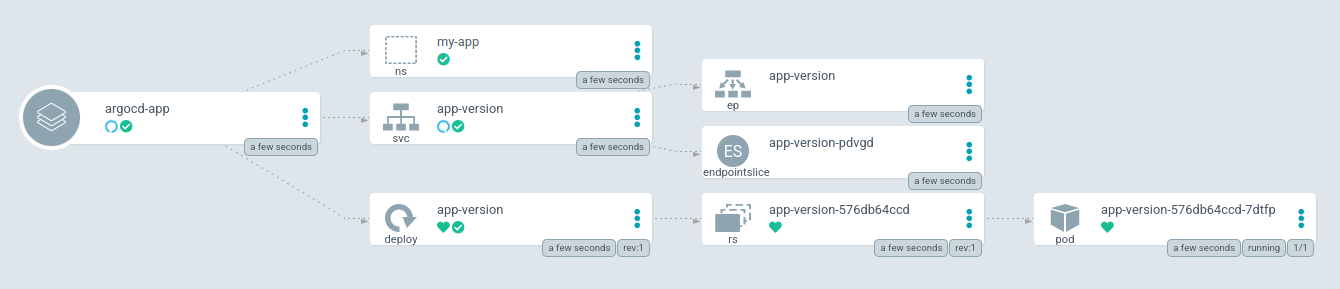 argocd-app
a few seconds
my-app
ns
a few seconds
app-version
svc
a few seconds
app-version
deploy
a few seconds
rev:1
app-version
ep
a few seconds
ES
app-version-pdvgd
endpointslice
a few seconds
app-version-576db64ccd
rs
a few seconds
rev:1
app-version-576db64ccd-7dtfp
pod
a few seconds
running
1/1